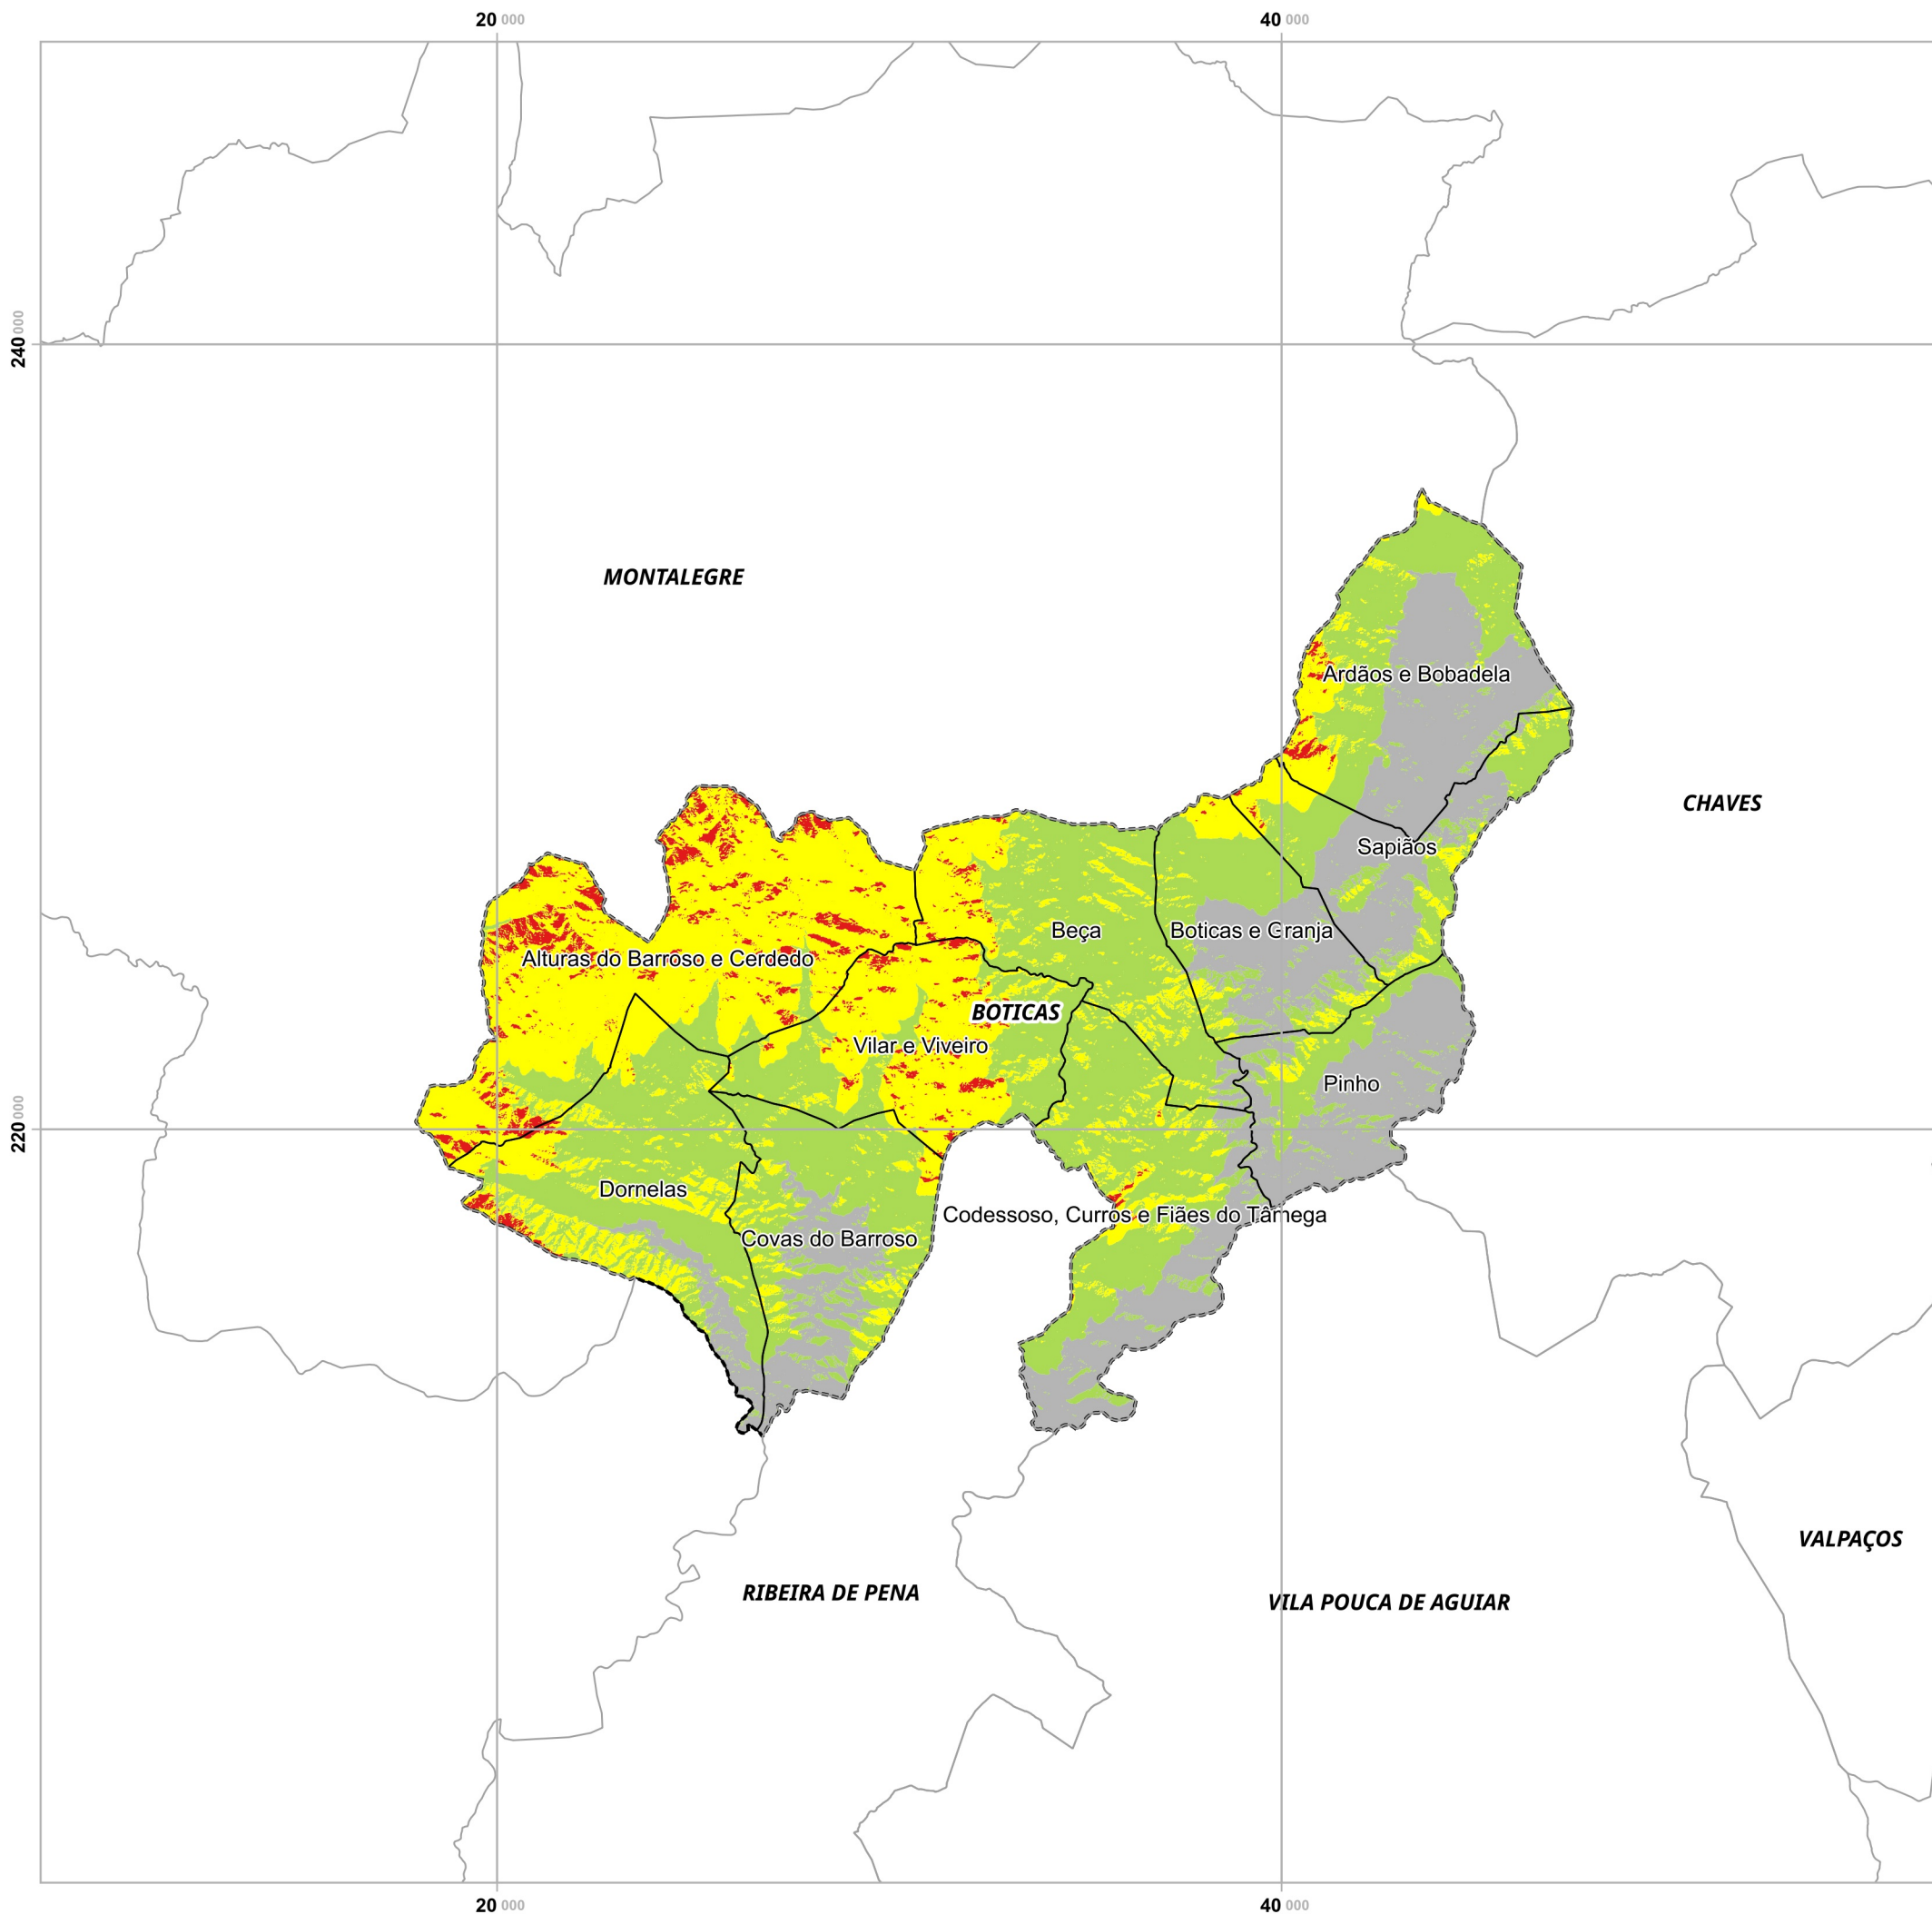 20 000
40 000
240 000
MONTALEGRE
Ardãos e Bobadela
CHAVES
Sapiãos
Beça
Boticas e Granja
Alturas do Barroso e Cerdedo
BOTICAS
Vilar e Viveiro
Pinho
220 000
Dornelas
Codessoso, Curros e Fiães do Tâmega
Covas do Barroso
VALPAÇOS
RIBEIRA DE PENA
VILA POUCA DE AGUIAR
20 000
40 000